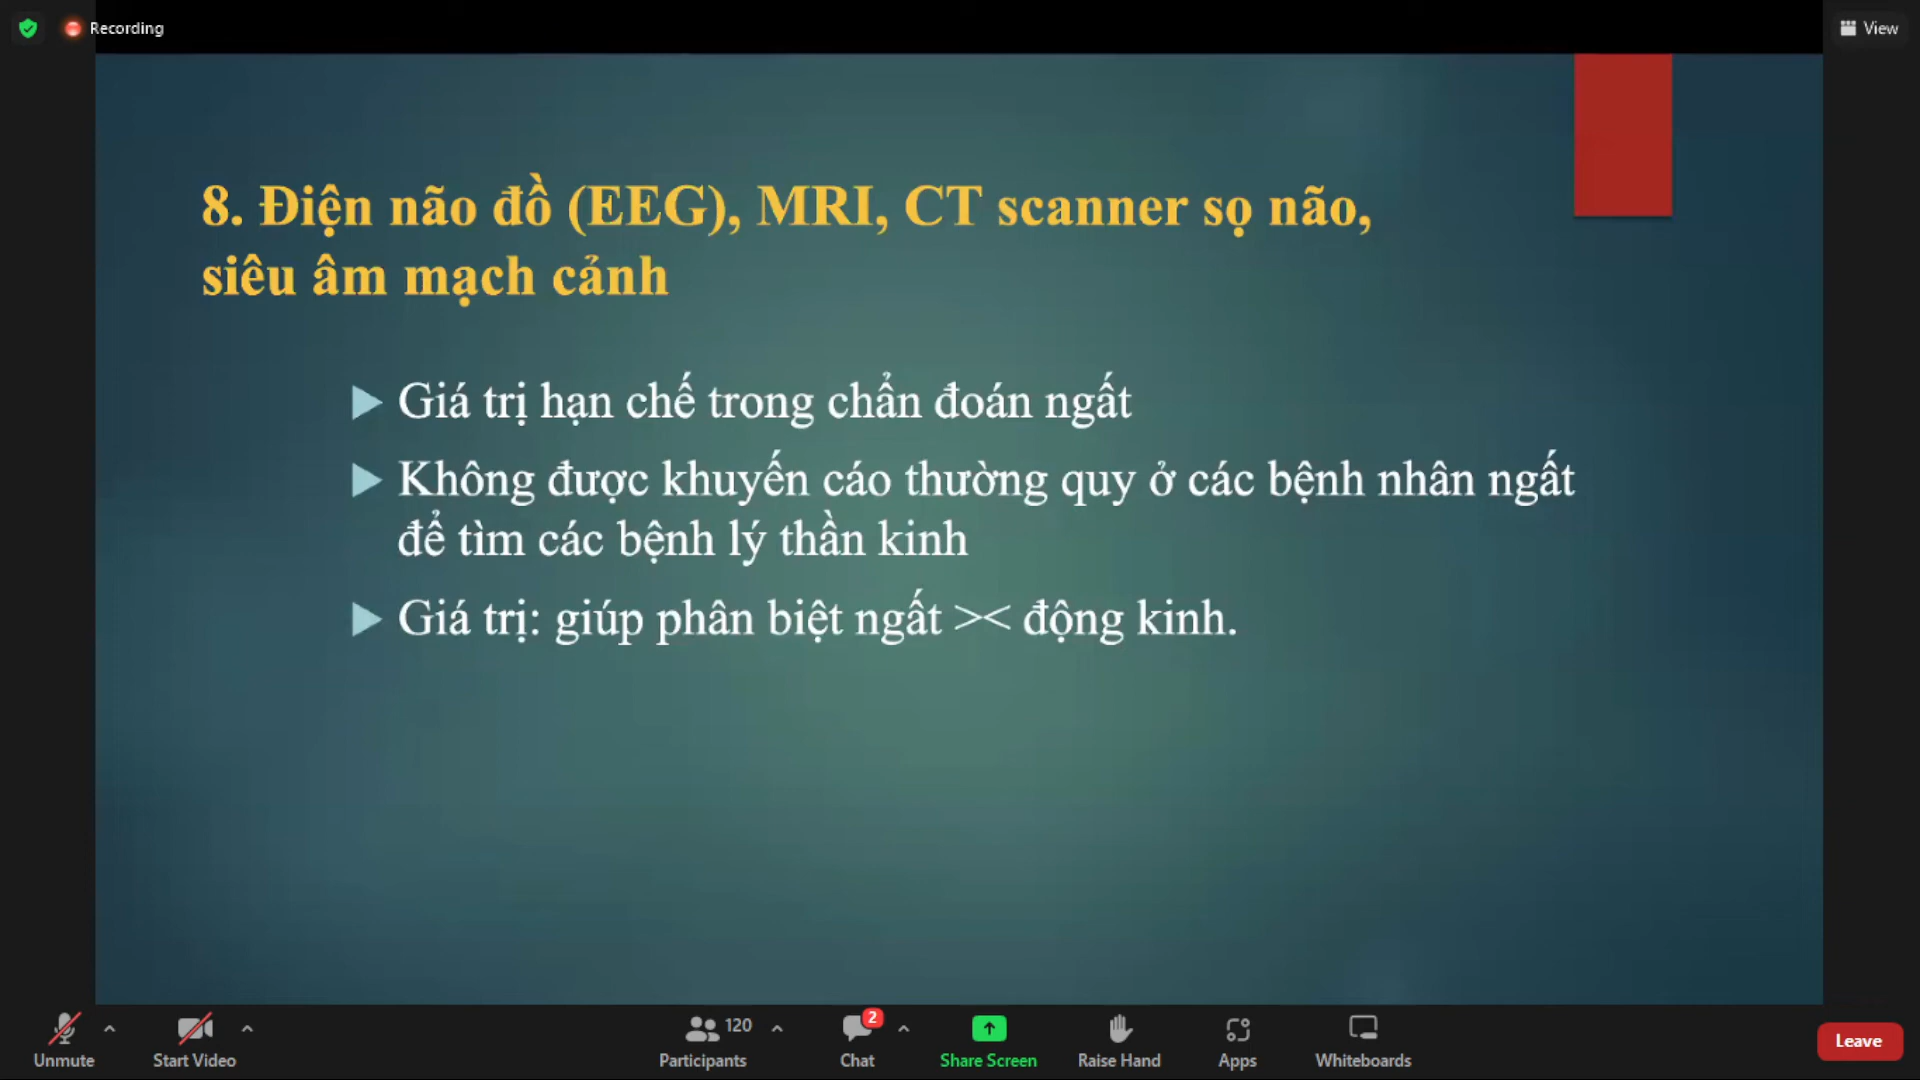 Recording
View
8. Điện não đồ (EEG), MRI, CT scanner sọ não,
siêu âm mạch cảnh
Giá trị hạn chế trong chẩn đoán ngất
Không được khuyến cáo thường quy ở các bệnh nhân ngất
để tìm các bệnh lý thần kinh
Giá trị: giúp phân biệt ngất >< động kinh.
Unmute
Start Video
120
Participants
2
Chat
Share Screen
Raise Hand
Apps
Whiteboards
Leave